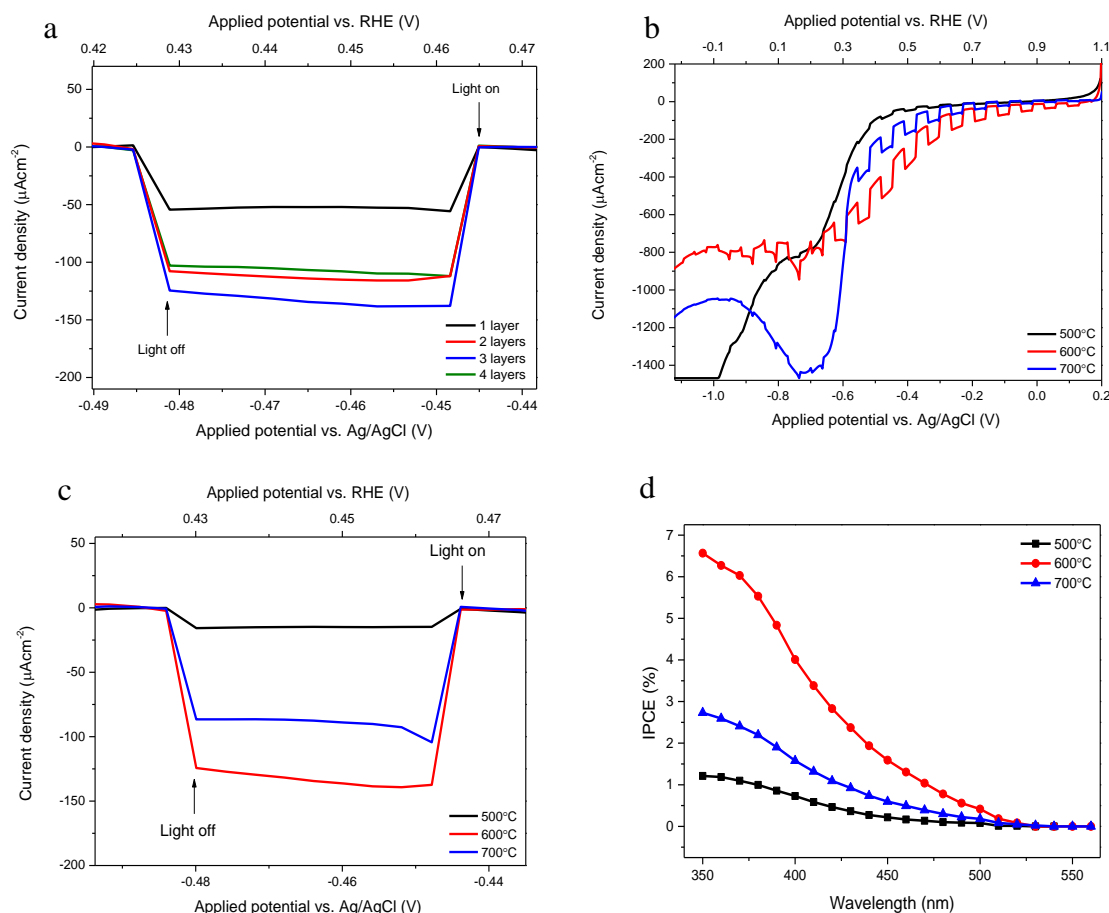 a
Applied potential vs. RHE (V)
0.42 0.43 0.44 0.45 0.46 0.47
Current density (µAcm⁻²)
50
0
-50
-100
-150
-200
Light on
Light off
1 layer
2 layers
3 layers
4 layers
-0.49 -0.48 -0.47 -0.46 -0.45 -0.44
Applied potential vs. Ag/AgCl (V)
b
Applied potential vs. RHE (V)
-0.1 0.1 0.3 0.5 0.7 0.9 1.1
Current density (µAcm⁻²)
200
0
-200
-400
-600
-800
-1000
-1200
-1400
500°C
600°C
700°C
-1.0 -0.8 -0.6 -0.4 -0.2 0.0 0.2
Applied potential vs. Ag/AgCl (V)
c
Applied potential vs. RHE (V)
0.43 0.45 0.47
Current density (µAcm⁻²)
50
0
-50
-100
-150
-200
Light on
Light off
500°C
600°C
700°C
-0.48 -0.46 -0.44
Applied potential vs. Ag/AgCl (V)
d
IPCE (%)
7
6
5
4
3
2
1
0
500°C
600°C
700°C
350 400 450 500 550
Wavelength (nm)